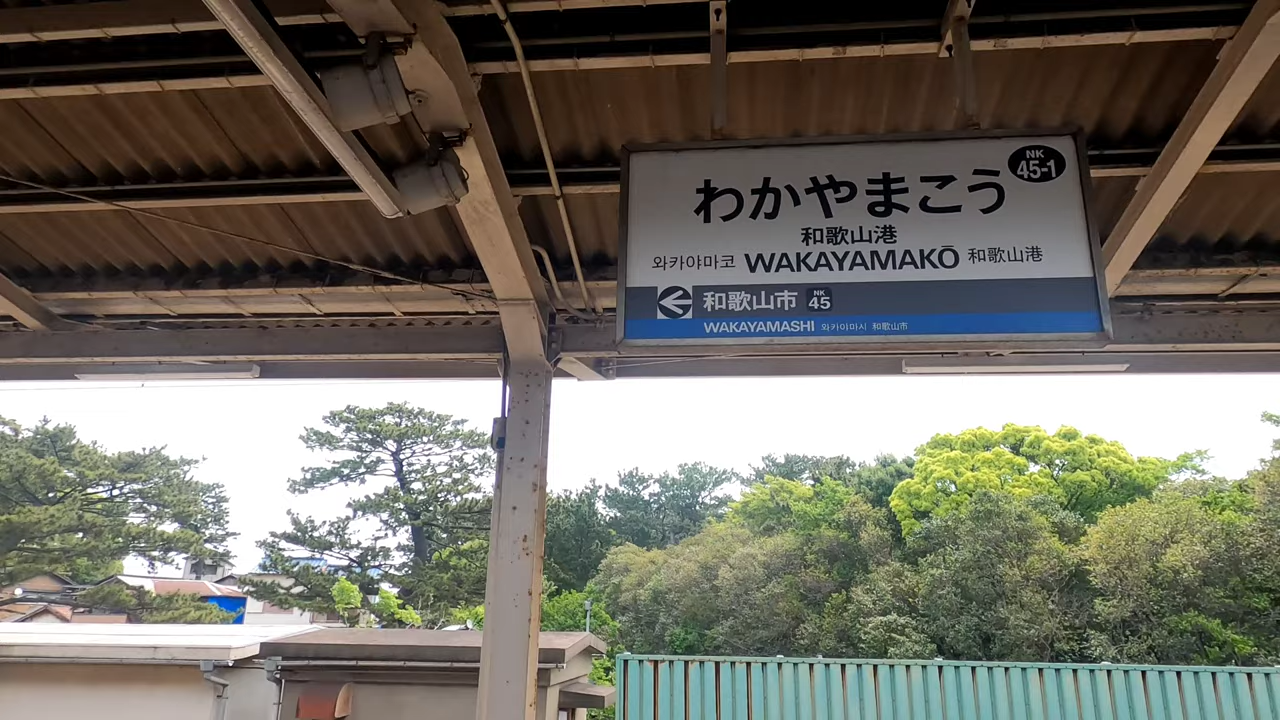 NK
45-1
わかやまこう
和歌山港
와카야마코 WAKAYAMAKŌ 和歌山港
和歌山市 NK 45
WAKAYAMASHI 와카야마시 和歌山市